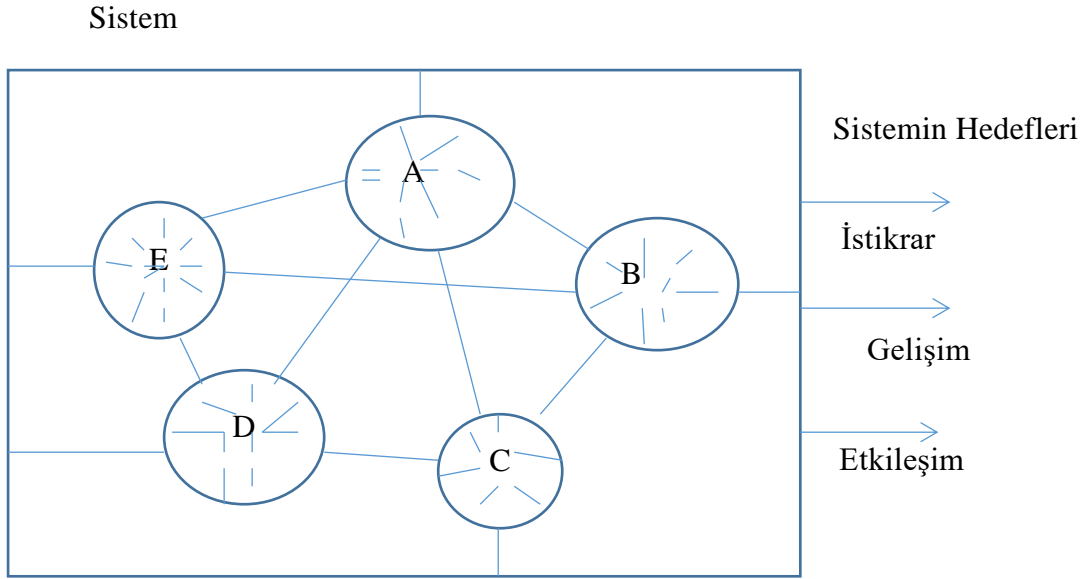 Sistem
Sistemin Hedefleri
A
İstikrar
E
B
Gelişim
D
C
Etkileşim